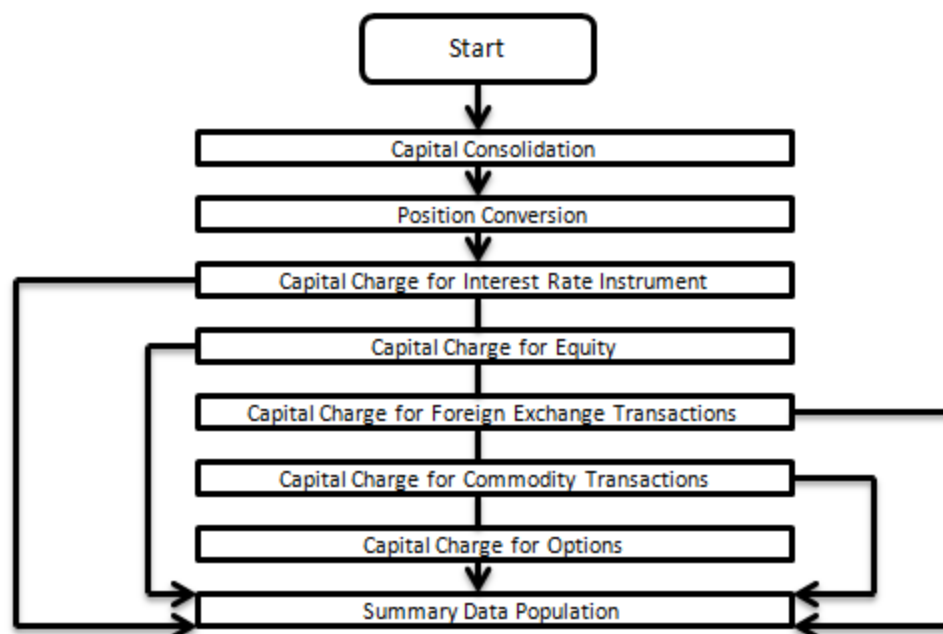 Start
Capital Consolidation
Position Conversion
Capital Charge for Interest Rate Instrument
Capital Charge for Equity
Capital Charge for Foreign Exchange Transactions
Capital Charge for Commodity Transactions
Capital Charge for Options
Summary Data Population